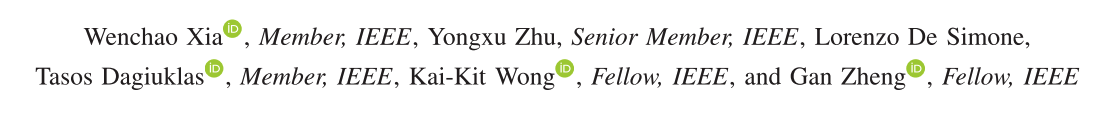 Wenchao Xia, Member, IEEE, Yongxu Zhu, Senior Member, IEEE, Lorenzo De Simone,
Tasos Dagiuklas, Member, IEEE, Kai-Kit Wong, Fellow, IEEE, and Gan Zheng, Fellow, IEEE